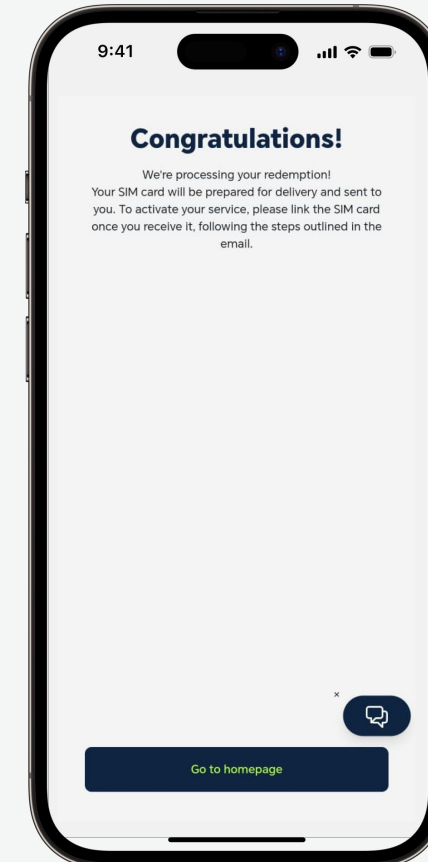 9:41
Congratulations!
We're processing your redemption!
Your SIM card will be prepared for delivery and sent to
you. To activate your service, please link the SIM card
once you receive it, following the steps outlined in the
email.
×
Go to homepage